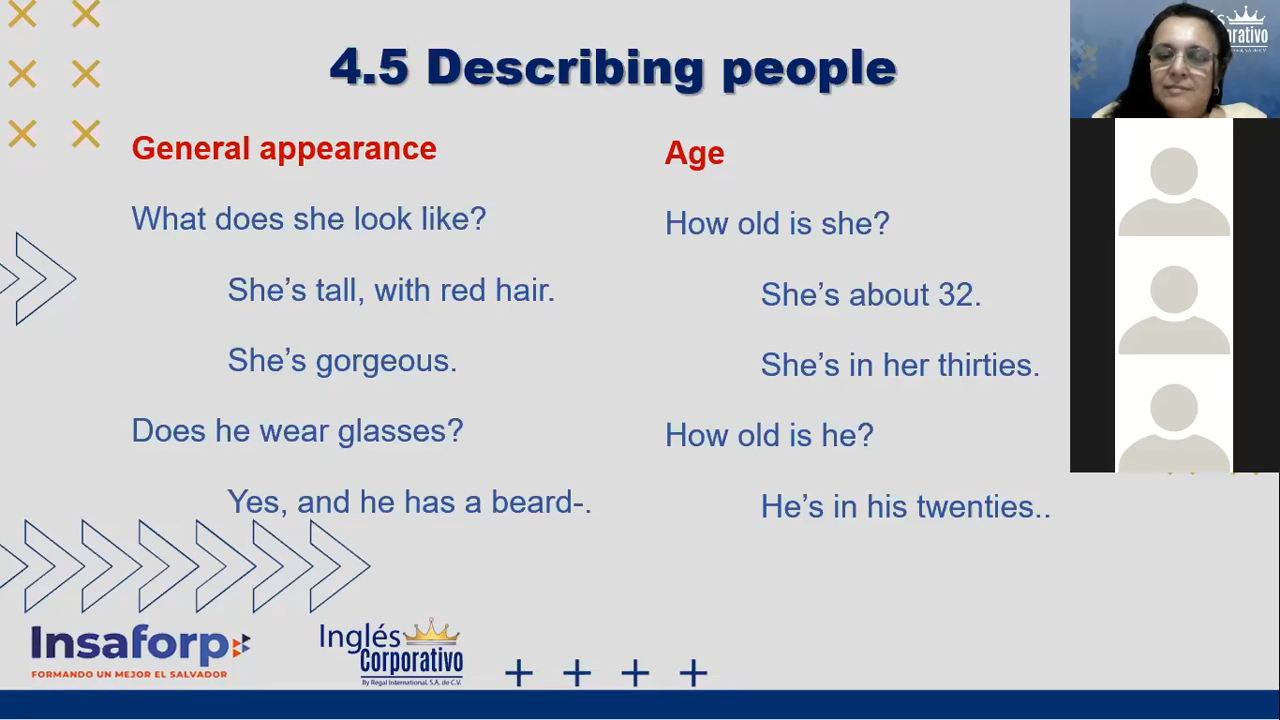 4.5 Describing people
General appearance
What does she look like?
She's tall, with red hair.
She's gorgeous.
Does he wear glasses?
Yes, and he has a beard-.
Age
How old is she?
She's about 32.
She's in her thirties.
How old is he?
He's in his twenties..
Insaforp
FORMANDO UN MEJOR EL SALVADOR
Inglés
Corporativo
By Regal International, S.A. de C.V.